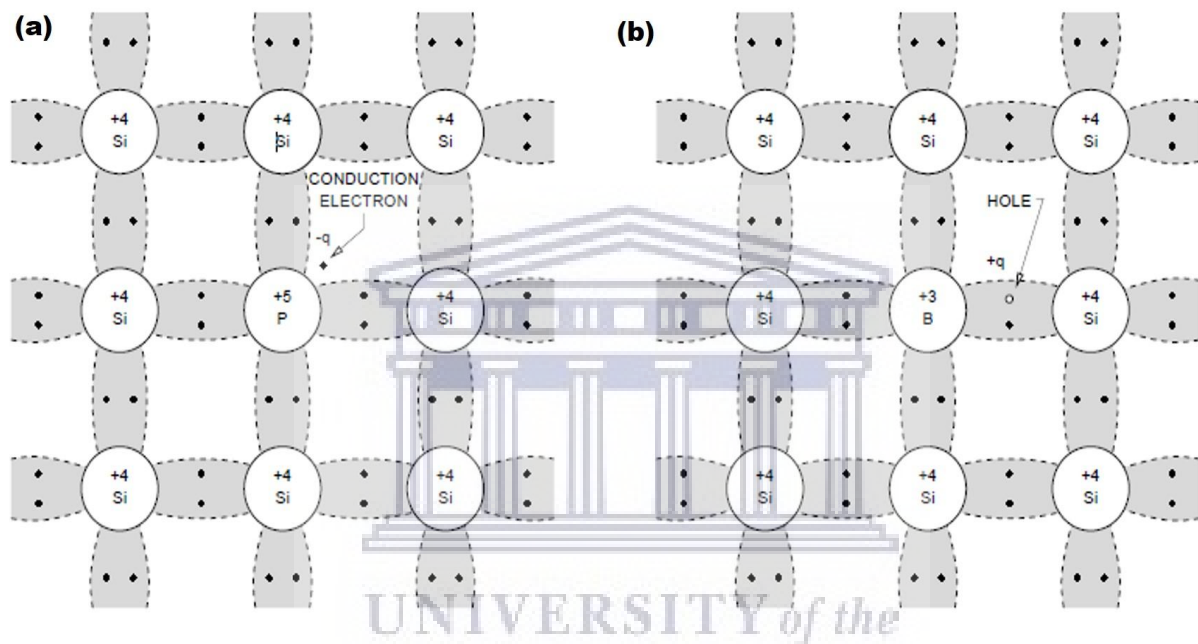 (a)
(b)
+4 Si
+4 Si
+4 Si
+4 Si
+4 Si
+4 Si
CONDUCTION
ELECTRON
-q
HOLE
+q
+4 Si
+5 P
+4 Si
+4 Si
+3 B
+4 Si
+4 Si
+4 Si
+4 Si
+4 Si
+4 Si
+4 Si
UNIVERSITY of the